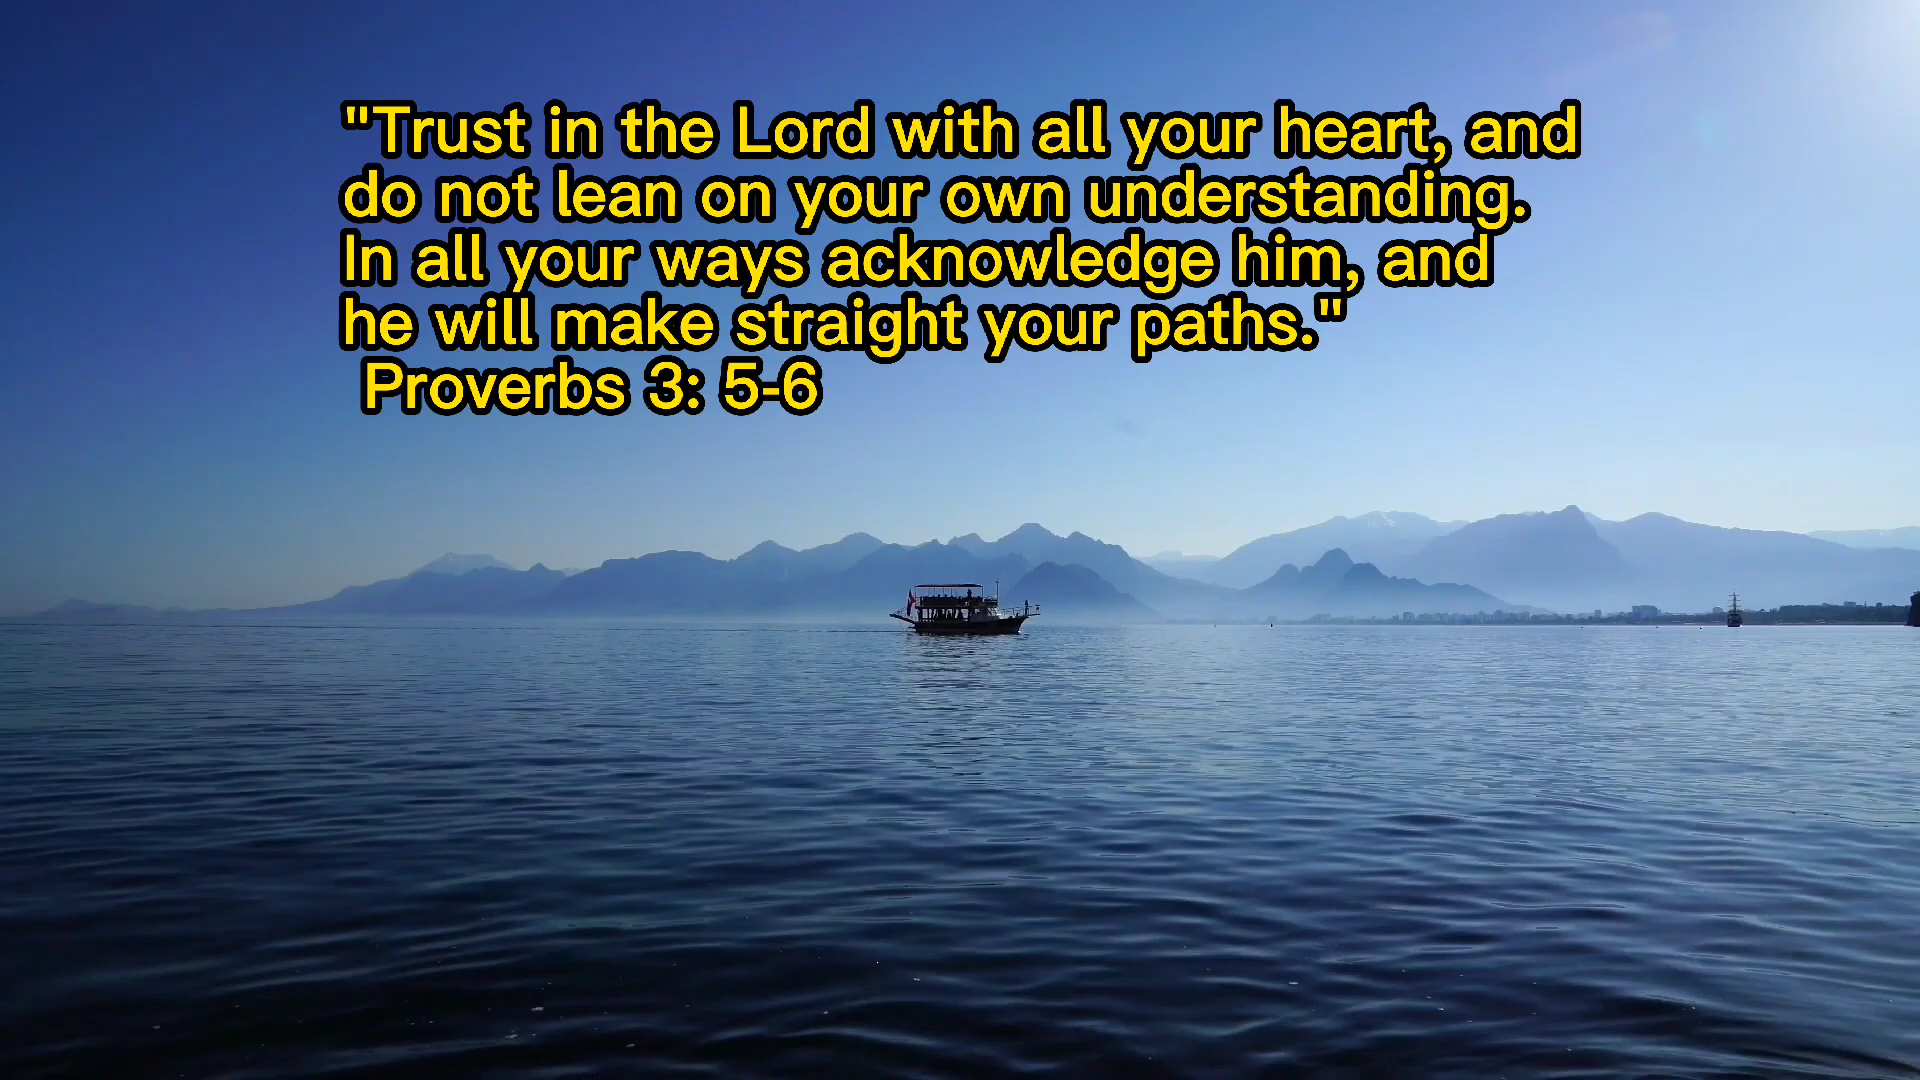 "Trust in the Lord with all your heart, and
do not lean on your own understanding.
In all your ways acknowledge him, and
he will make straight your paths."
Proverbs 3: 5-6